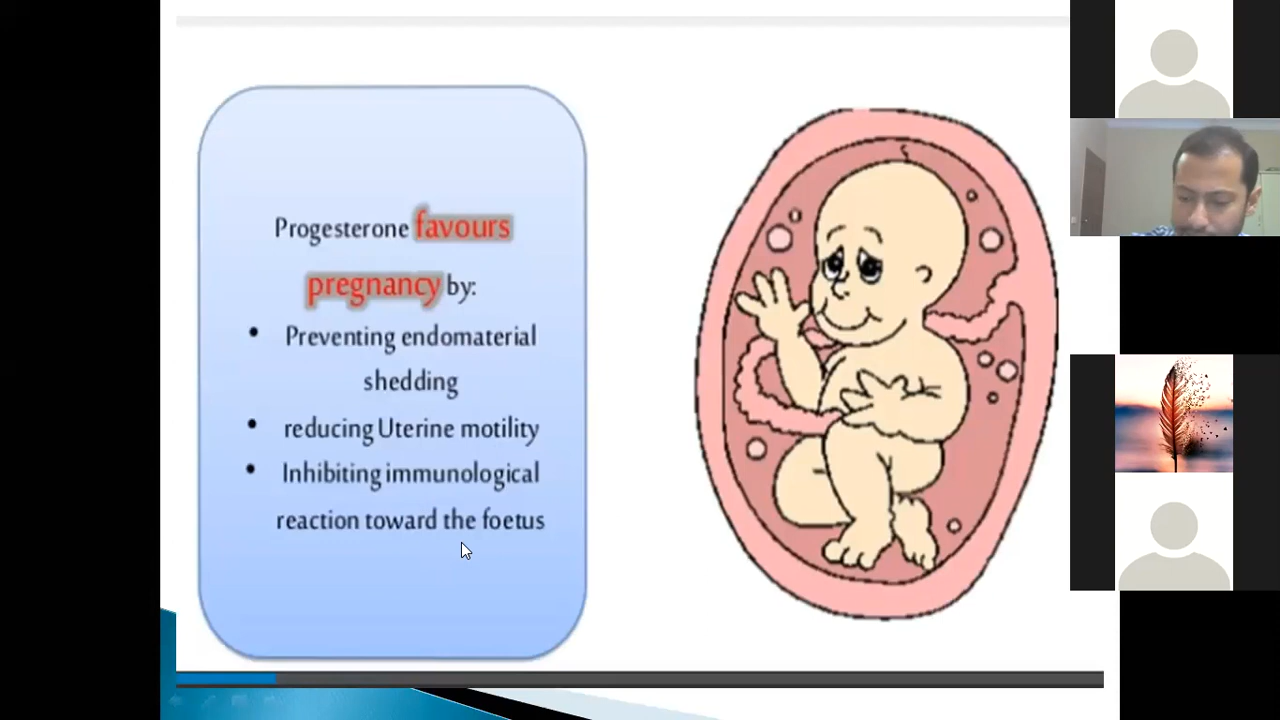 Progesterone favours
pregnancy by:
• Preventing endomaterial
shedding
• reducing Uterine motility
• Inhibiting immunological
reaction toward the foetus